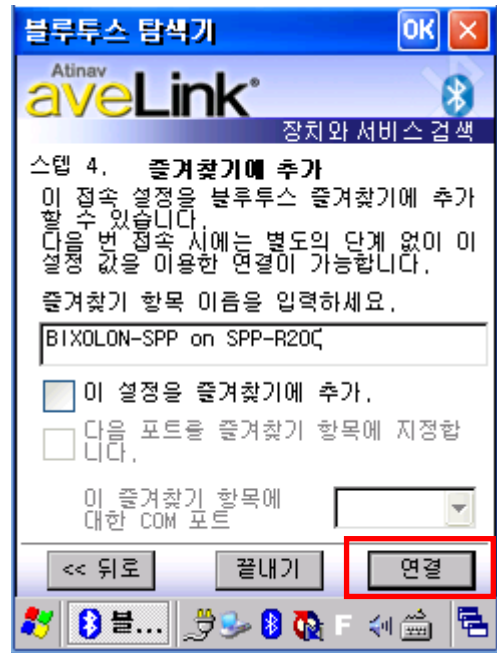 블루투스 탐색기 OK
Atinav
aveLink®
장치와 서비스 검색
스텝 4. 즐겨찾기에 추가
이 접속 설정을 블루투스 즐겨찾기에 추가
할 수 있습니다.
다음 번 접속 시에는 별도의 단계 없이 이
설정 값을 이용한 연결이 가능합니다.
즐겨찾기 항목 이름을 입력하세요.
BIXOLON-SPP on
이 설정을 즐겨찾기에 추가.
다음 포트를 즐겨찾기 항목에 지정합
니다.
이 즐겨찾기 항목에
대한 COM 포트
<< 뒤로 끝내기 연결
블... F